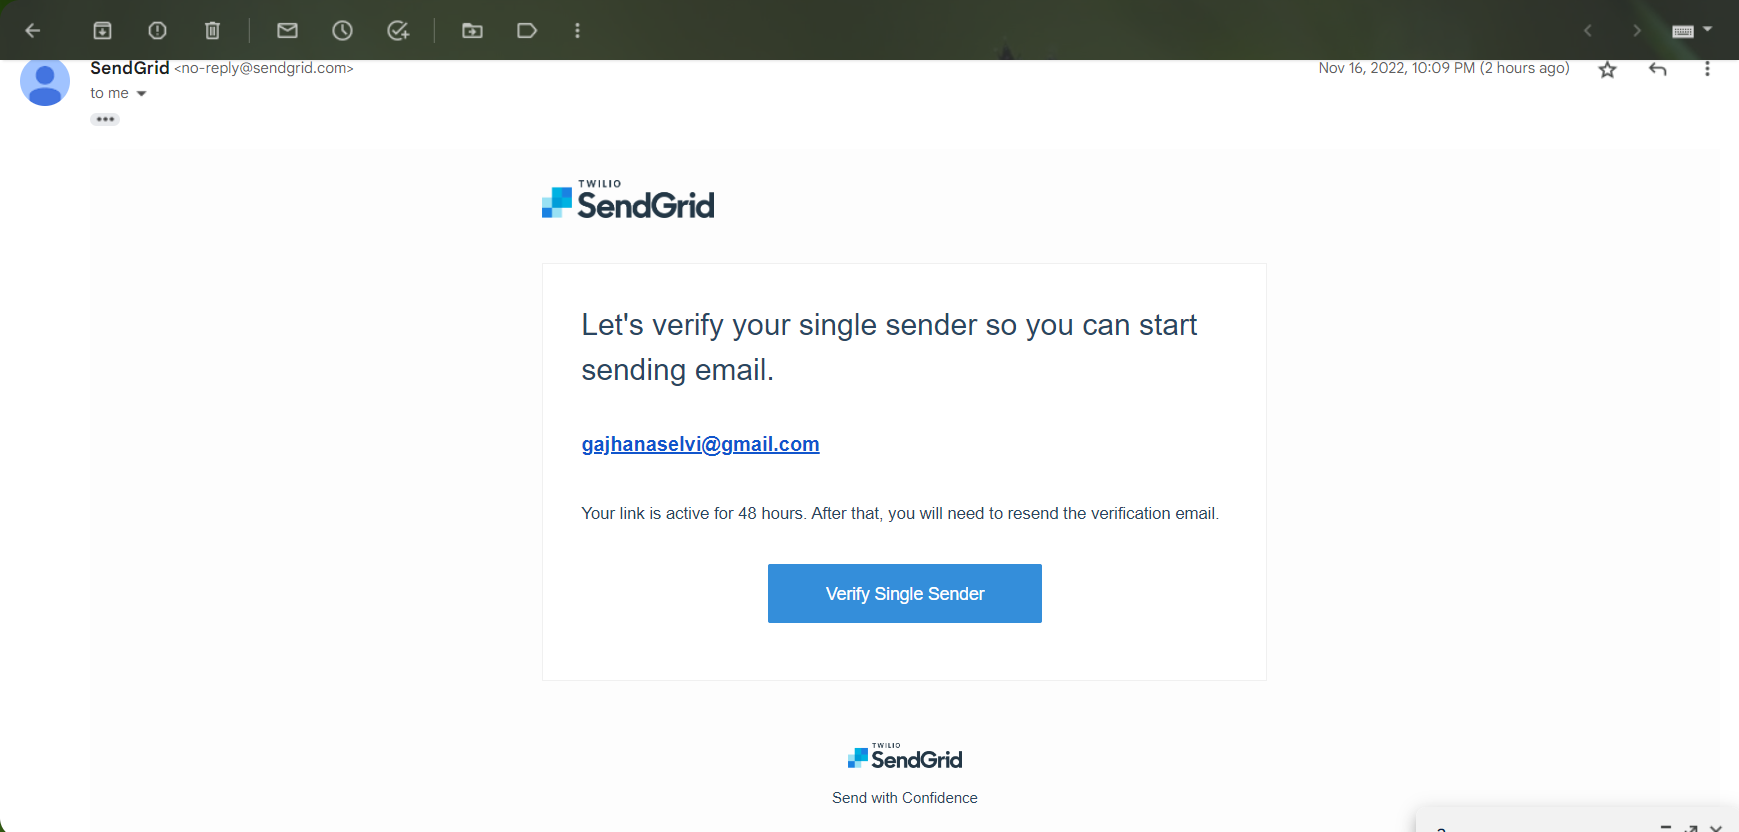 SendGrid <no-reply@sendgrid.com>
Nov 16, 2022, 10:09 PM (2 hours ago)
to me
TWILIO
SendGrid
Let's verify your single sender so you can start
sending email.
gajhanaselvi@gmail.com
Your link is active for 48 hours. After that, you will need to resend the verification email.
Verify Single Sender
TWILIO
SendGrid
Send with Confidence